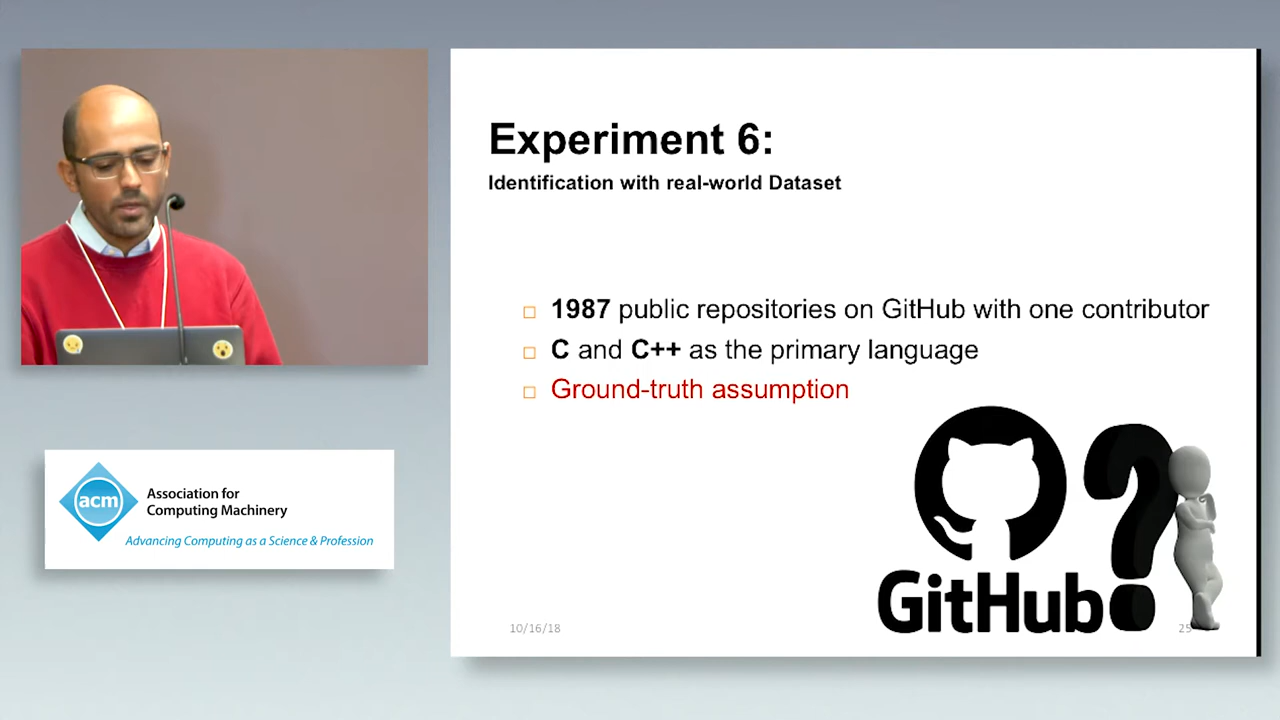 Experiment 6:
Identification with real-world Dataset
1987 public repositories on GitHub with one contributor
C and C++ as the primary language
Ground-truth assumption
GitHub
?
10/16/18
25
acm
Association for
Computing Machinery
Advancing Computing as a Science & Profession